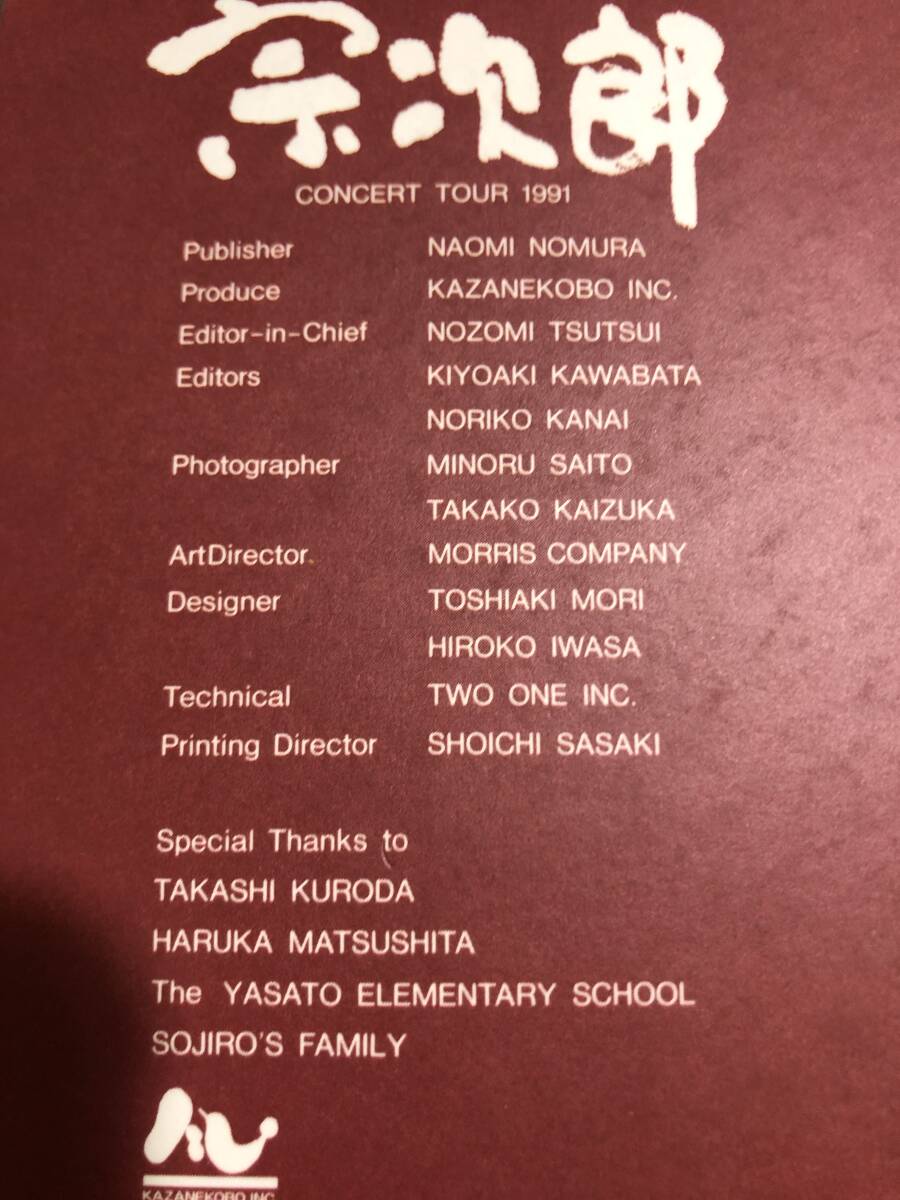 宗次郎
CONCERT TOUR 1991
Publisher NAOMI NOMURA
Produce KAZANEKOBO INC.
Editor-in-Chief NOZOMI TSUTSUI
Editors KIYOAKI KAWABATA
NORIKO KANAI
Photographer MINORU SAITO
TAKAKO KAIZUKA
ArtDirector MORRIS COMPANY
Designer TOSHIAKI MORI
HIROKO IWASA
Technical TWO ONE INC.
Printing Director SHOICHI SASAKI
Special Thanks to
TAKASHI KURODA
HARUKA MATSUSHITA
The YASATO ELEMENTARY SCHOOL
SOJIRO'S FAMILY
KAZANEKOBO INC